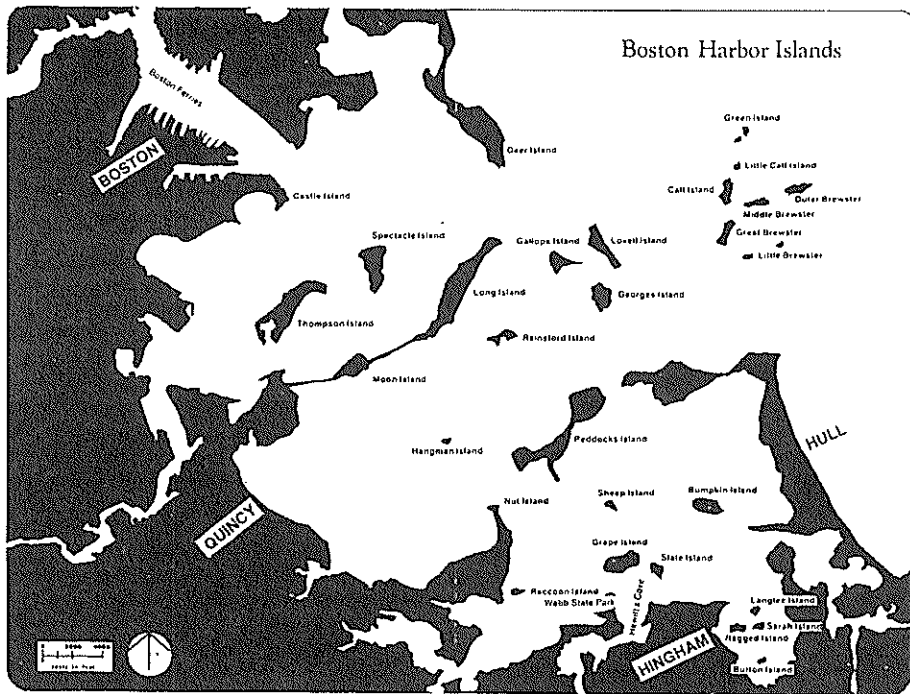 Boston Harbor Islands
Boston Ferries
BOSTON
Deer Island
Green Island
Little Calf Island
Calf Island
Outer Brewster
Middle Brewster
Great Brewster
Little Brewster
Castle Island
Spectacle Island
Gallops Island
Lovell Island
Long Island
Georges Island
Thompson Island
Rainsford Island
Moon Island
Hangman Island
Peddocks Island
HULL
QUINCY
Nut Island
Sheep Island
Bumpkin Island
Grape Island
Slate Island
Raccoon Island
Webb State Park
Hewitts Cove
Langlee Island
Sarah Island
Ragged Island
HINGHAM
Button Island
0